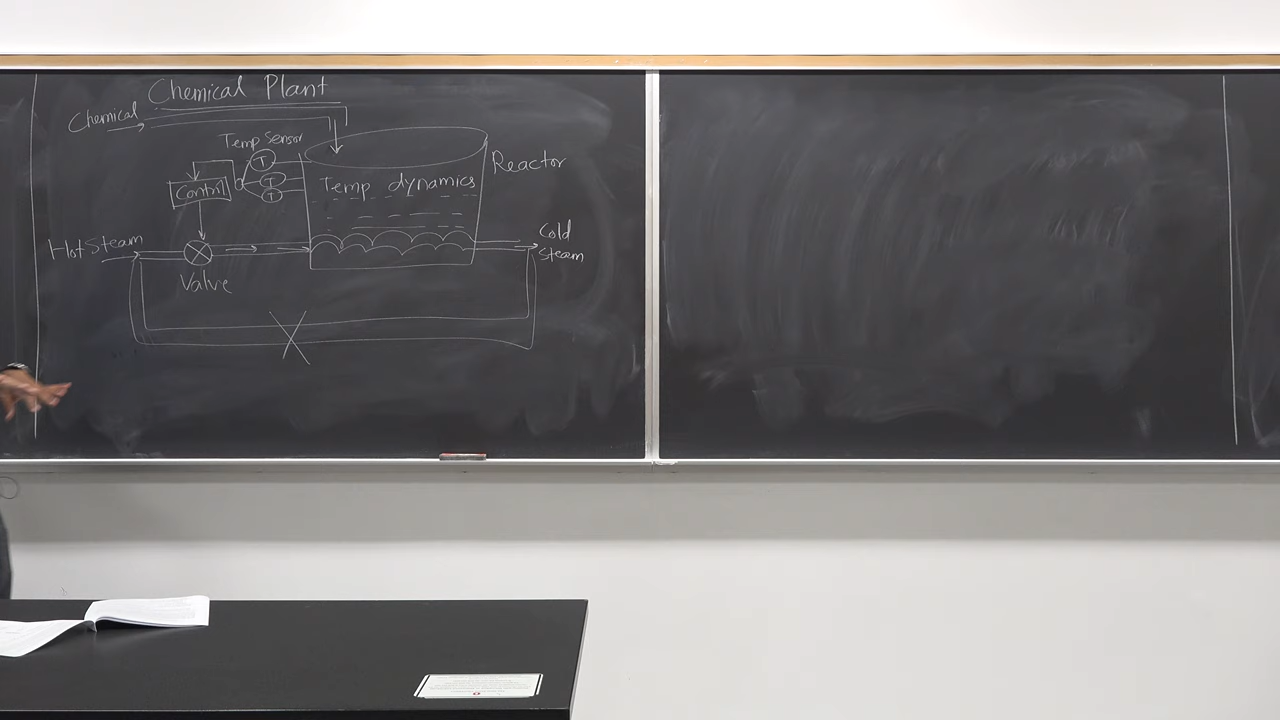 Chemical Plant
Chemical
Temp Sensor
T
Reactor
Control
T
Temp dynamics
T
Hot Steam
Cold
Steam
Valve